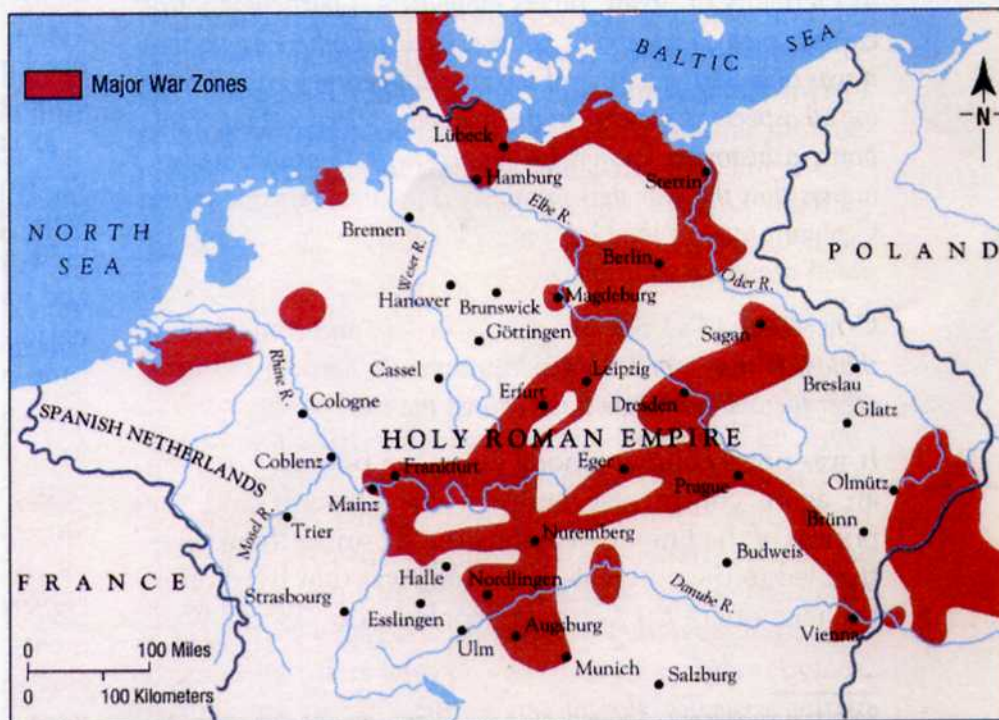 BALTIC SEA
Major War Zones
N
Lübeck
Hamburg
Stettin
Elbe R.
Bremen
NORTH
SEA
Weser R.
POLAND
Berlin
Oder R.
Hanover
Brunswick
Magdeburg
Göttingen
Sagan
Rhine R.
Cassel
Leipzig
Breslau
Erfurt
Dresden
Cologne
Glatz
SPANISH NETHERLANDS
HOLY ROMAN EMPIRE
Coblenz
Frankfurt
Eger
Prague
Olmütz
Mainz
Mosel R.
Trier
Brünn
Nuremberg
Budweis
FRANCE
Halle
Nordlingen
Danube R.
Strasbourg
Esslingen
Vienna
Ulm
Augsburg
Munich
Salzburg
0 100 Miles
0 100 Kilometers